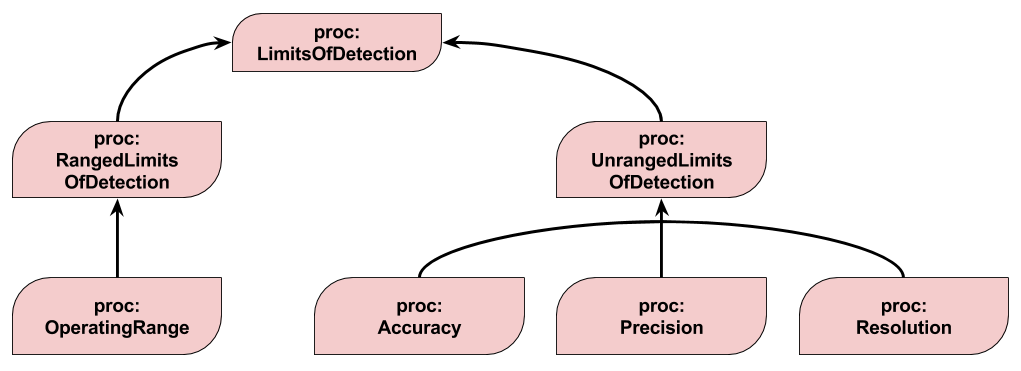 proc:
LimitsOfDetection
proc:
RangedLimits
OfDetection
proc:
UnrangedLimits
OfDetection
proc:
OperatingRange
proc:
Accuracy
proc:
Precision
proc:
Resolution